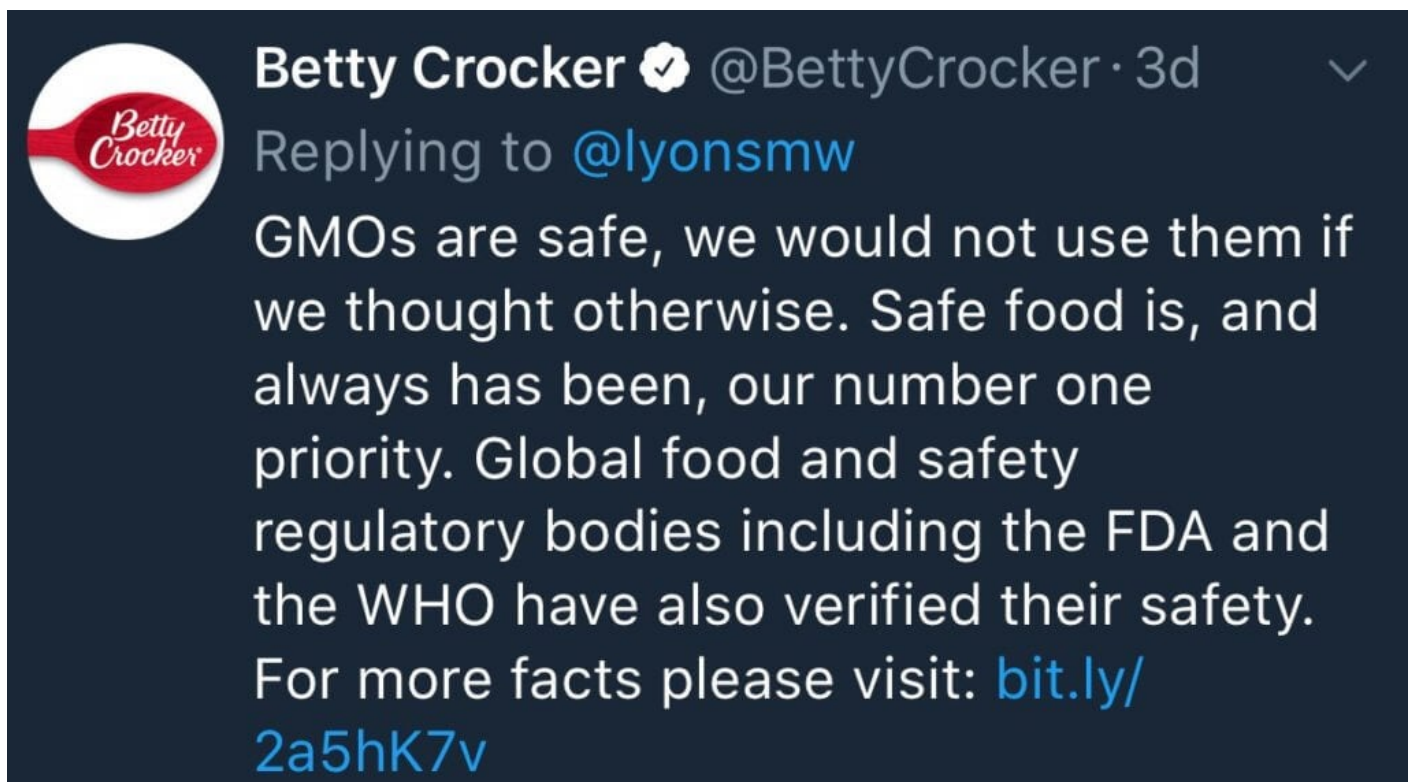 Betty Crocker @BettyCrocker · 3d
Betty
Crocker
Replying to @lyonsmw
GMOs are safe, we would not use them if
we thought otherwise. Safe food is, and
always has been, our number one
priority. Global food and safety
regulatory bodies including the FDA and
the WHO have also verified their safety.
For more facts please visit: bit.ly/
2a5hK7v